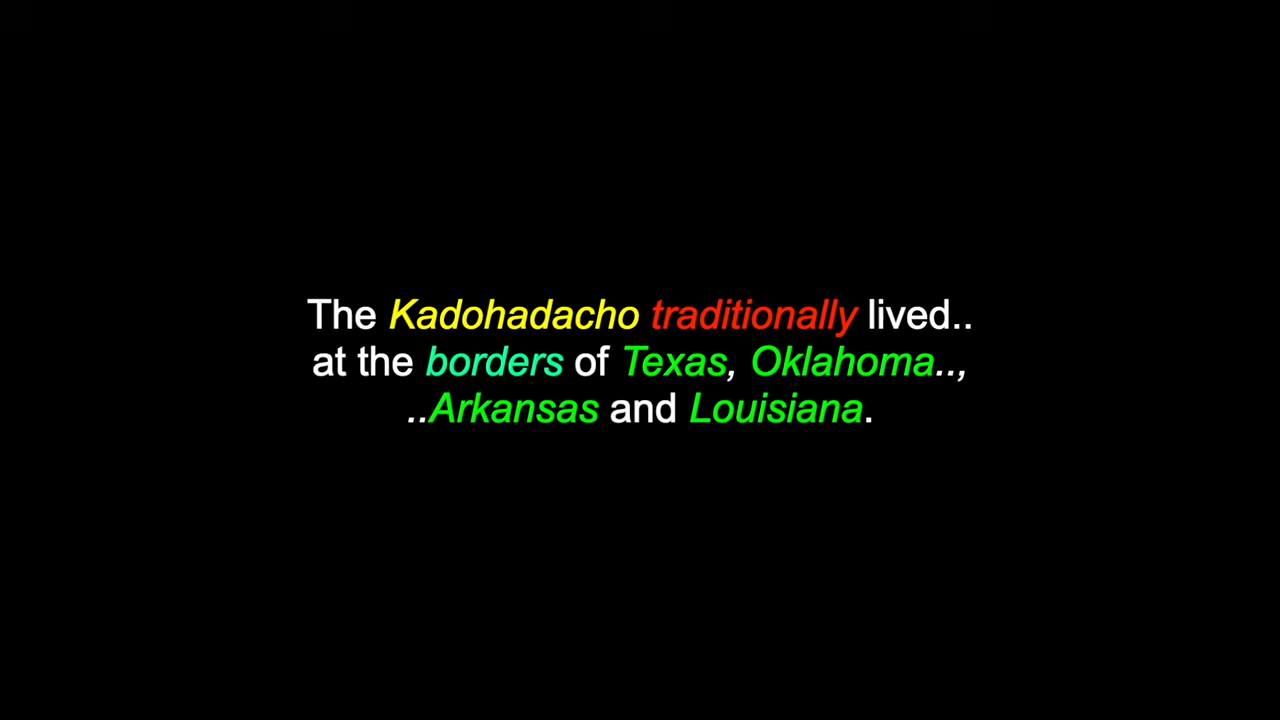 The Kadohadacho traditionally lived..
at the borders of Texas, Oklahoma..,
..Arkansas and Louisiana.